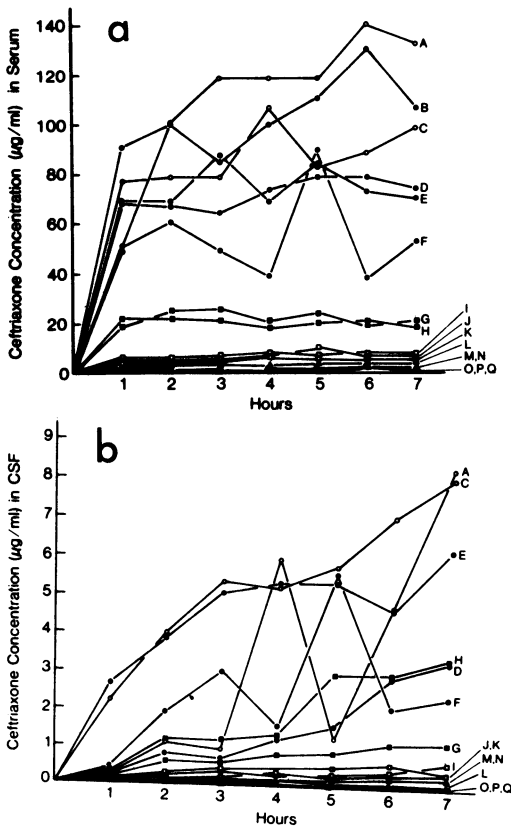 a
Ceftriaxone Concentration (µg/ml) in Serum
140
120
100
80
60
40
20
0
A
B
C
D
E
F
G
H
I
J
K
L
M,N
O,P,Q
1 2 3 4 5 6 7
Hours
b
Ceftriaxone Concentration (µg/ml) in CSF
9
8
7
6
5
4
3
2
1
0
A
C
E
H
D
F
G
J,K
M,N
I
L
O,P,Q
1 2 3 4 5 6 7
Hours